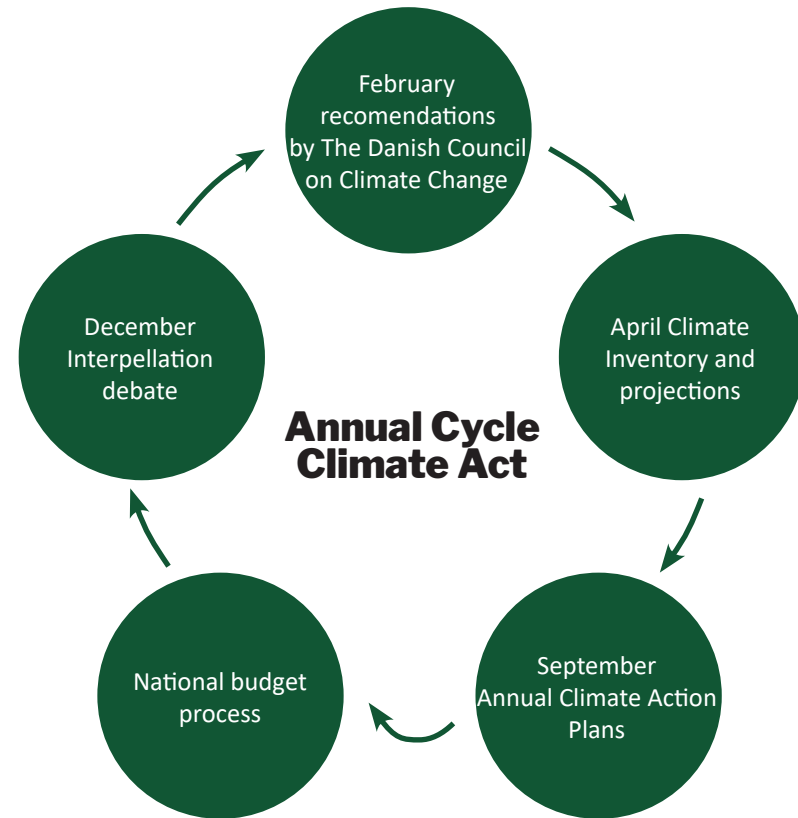 February
recomendations
by The Danish Council
on Climate Change
April Climate
Inventory and
projections
September
Annual Climate Action
Plans
National budget
process
December
Interpellation
debate
Annual Cycle
Climate Act